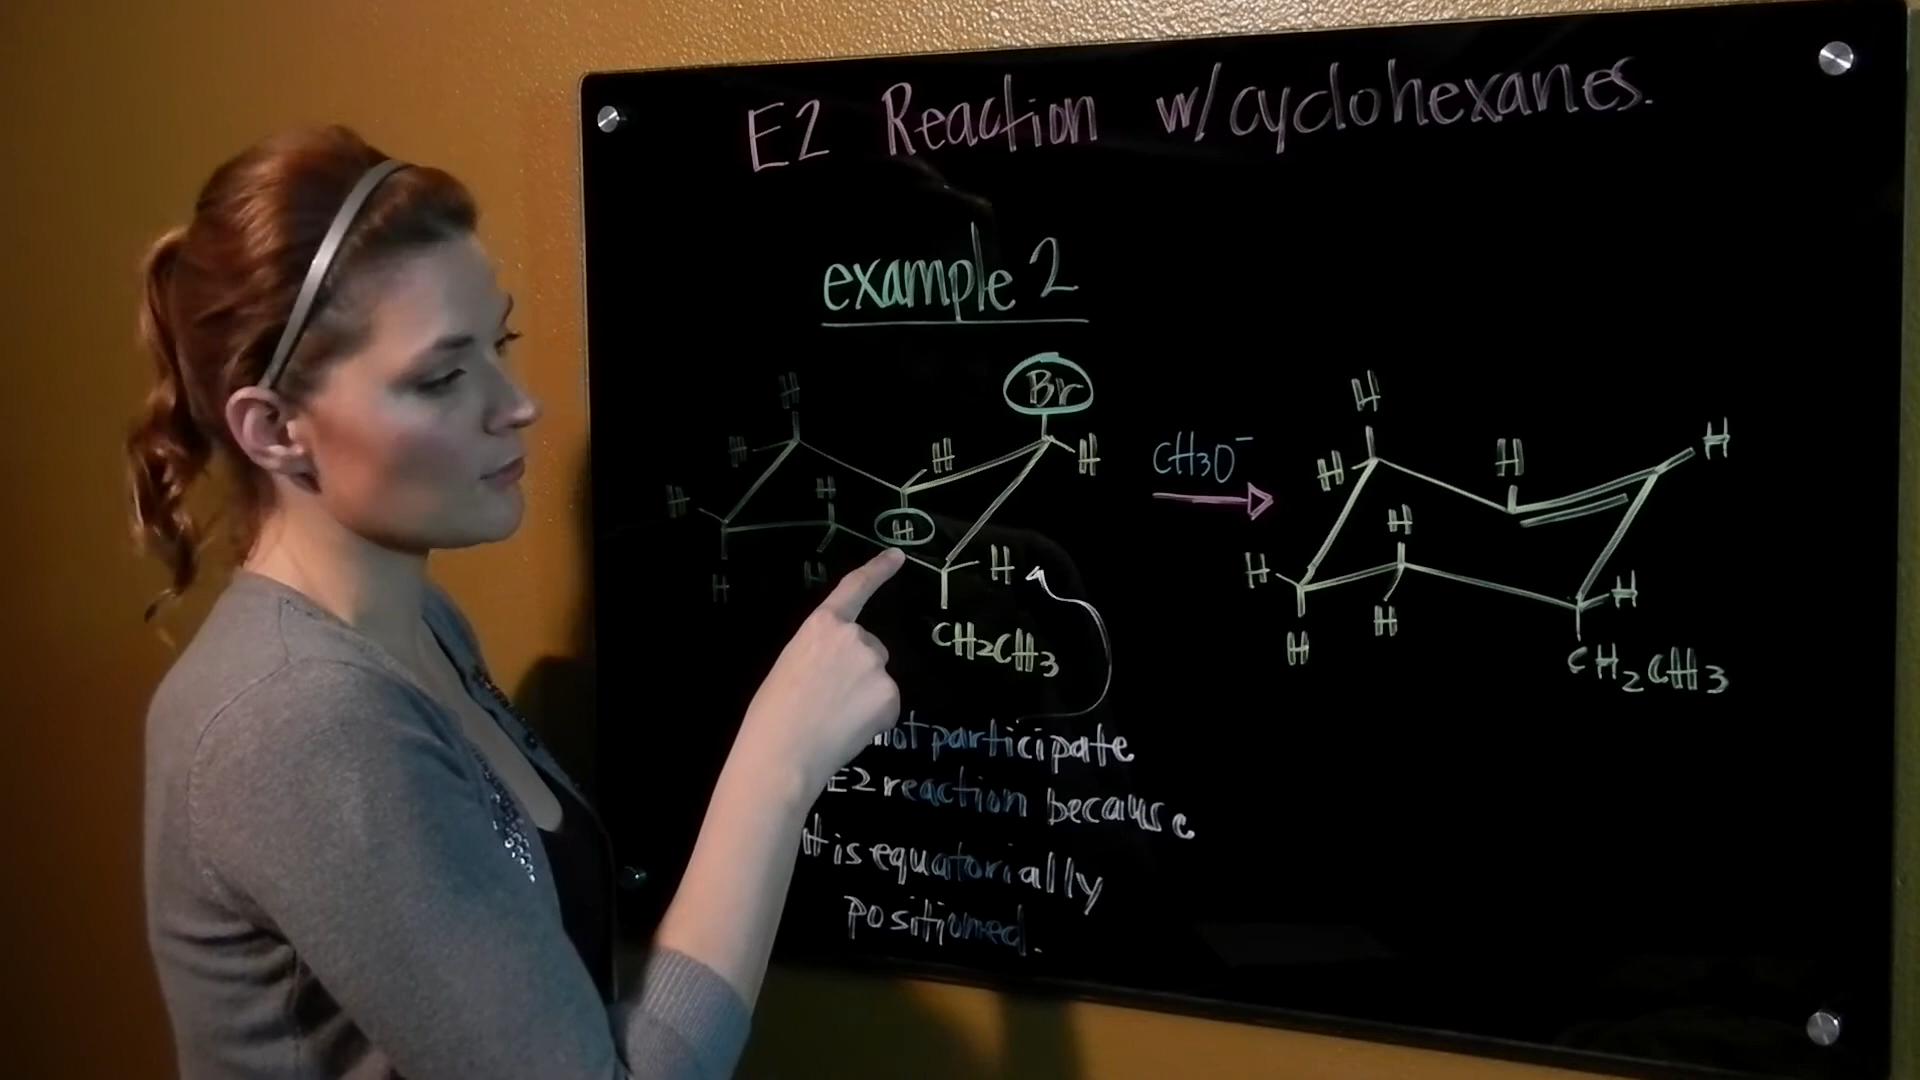 E2 Reaction w/cyclohexanes.
example 2
Br
H
H
H
H
H
H
H
H
H
H
H
CH2CH3
CH3O-
H
H
H
H
H
H
H
H
H
CH2CH3
not participate
E2 reaction because
H is equatorially
positioned.